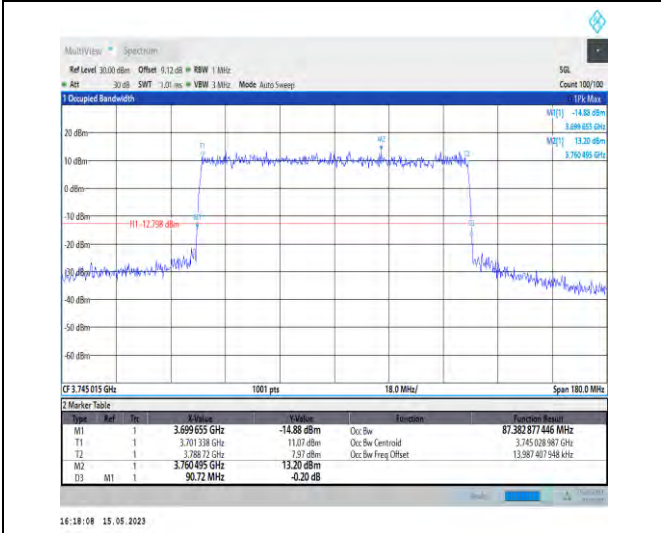 MultiView Spectrum
Ref Level 30.00 dBm Offset 9.12 dB RBW 1 MHz SGL
Att 30 dB SWT 1.01 ms VBW 3 MHz Mode Auto Sweep Count 100/100
1 Occupied Bandwidth 1Pk Max
M1[1] -14.88 dBm
3.699 655 GHz
M2[1] 13.20 dBm
3.760 495 GHz
20 dBm
T1 M2 T2
10 dBm
0 dBm
-10 dBm
H1 -12.798 dBm M1 D3
-20 dBm
-30 dBm
-40 dBm
-50 dBm
-60 dBm
CF 3.745 015 GHz 1001 pts 18.0 MHz/ Span 180.0 MHz
2 Marker Table
Type Ref Trc X-Value Y-Value Function Function Result
M1 1 3.699 655 GHz -14.88 dBm Occ Bw 87.382 877 446 MHz
T1 1 3.701 338 GHz 11.07 dBm Occ Bw Centroid 3.745 028 987 GHz
T2 1 3.788 72 GHz 7.97 dBm Occ Bw Freq Offset 13.987 407 948 kHz
M2 1 3.760 495 GHz 13.20 dBm
D3 M1 1 90.72 MHz -0.20 dB
16:18:08 15.05.2023